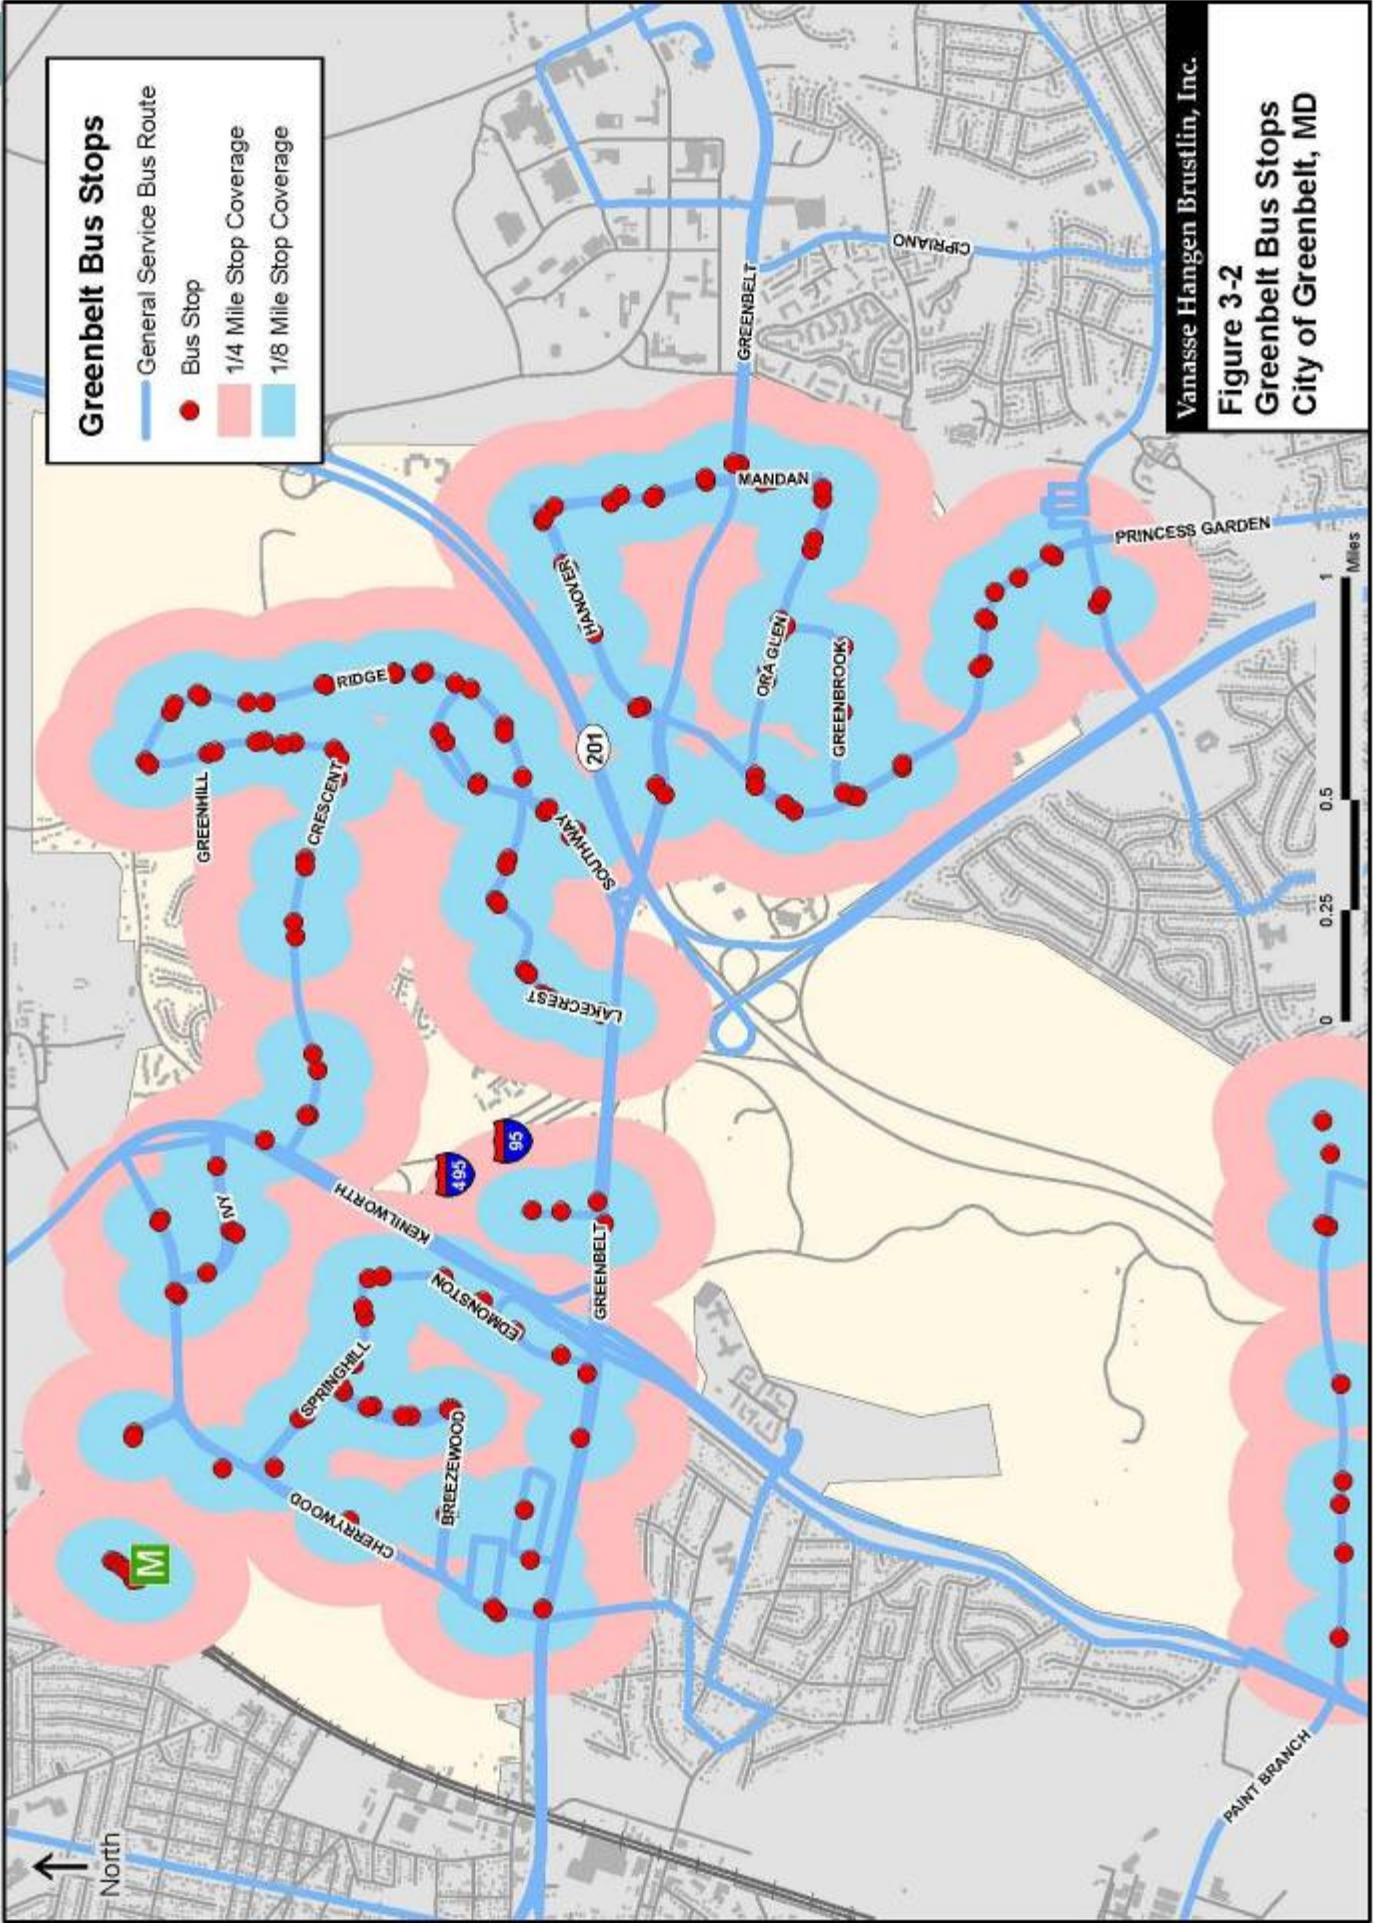 Greenbelt Bus Stops
General Service Bus Route
Bus Stop
1/4 Mile Stop Coverage
1/8 Mile Stop Coverage
North
M
CHERRYWOOD
BREEZEWOOD
SPRINGHILL
EDMONSTON
IVY
KENILWORTH
GREENBELT
495
95
GREENHILL
CRESCENT
RIDGE
SOUTHWAY
LAKECREST
201
HANOVER
MANDAN
ORA GLEN
GREENBROOK
GREENBELT
CIPRIANO
PRINCESS GARDEN
PAINT BRANCH
0 0.25 0.5 1
Miles
Vanasse Hangen Brustlin, Inc.
Figure 3-2
Greenbelt Bus Stops
City of Greenbelt, MD